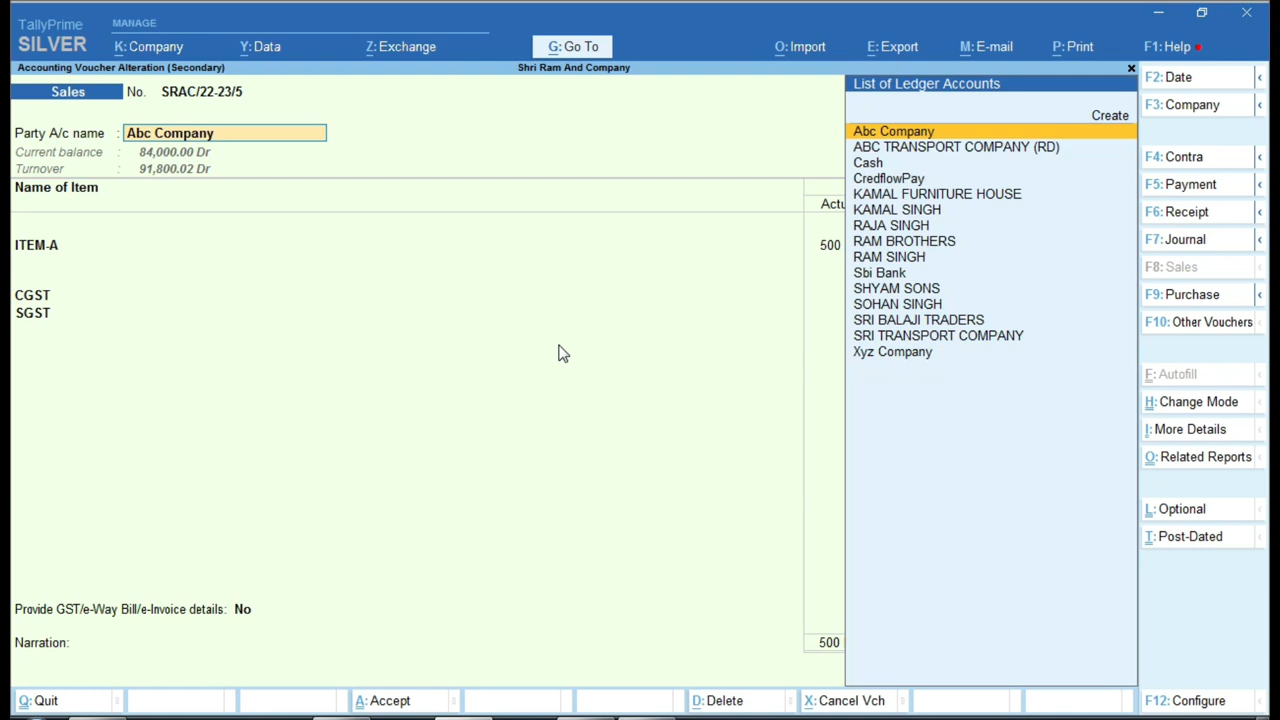 TallyPrime
SILVER
MANAGE
K: Company
Y: Data
Z: Exchange
G: Go To
O: Import
E: Export
M: E-mail
P: Print
F1: Help
Accounting Voucher Alteration (Secondary)
Shri Ram And Company
Sales
No. SRAC/22-23/5
Party A/c name : Abc Company
Current balance : 84,000.00 Dr
Turnover : 91,800.02 Dr
Name of Item
Actu
ITEM-A
500
CGST
SGST
Provide GST/e-Way Bill/e-Invoice details: No
Narration:
500
List of Ledger Accounts
Create
Abc Company
ABC TRANSPORT COMPANY (RD)
Cash
CredflowPay
KAMAL FURNITURE HOUSE
KAMAL SINGH
RAJA SINGH
RAM BROTHERS
RAM SINGH
Sbi Bank
SHYAM SONS
SOHAN SINGH
SRI BALAJI TRADERS
SRI TRANSPORT COMPANY
Xyz Company
F2: Date
F3: Company
F4: Contra
F5: Payment
F6: Receipt
F7: Journal
F8: Sales
F9: Purchase
F10: Other Vouchers
F: Autofill
H: Change Mode
I: More Details
O: Related Reports
L: Optional
T: Post-Dated
Q: Quit
A: Accept
D: Delete
X: Cancel Vch
F12: Configure